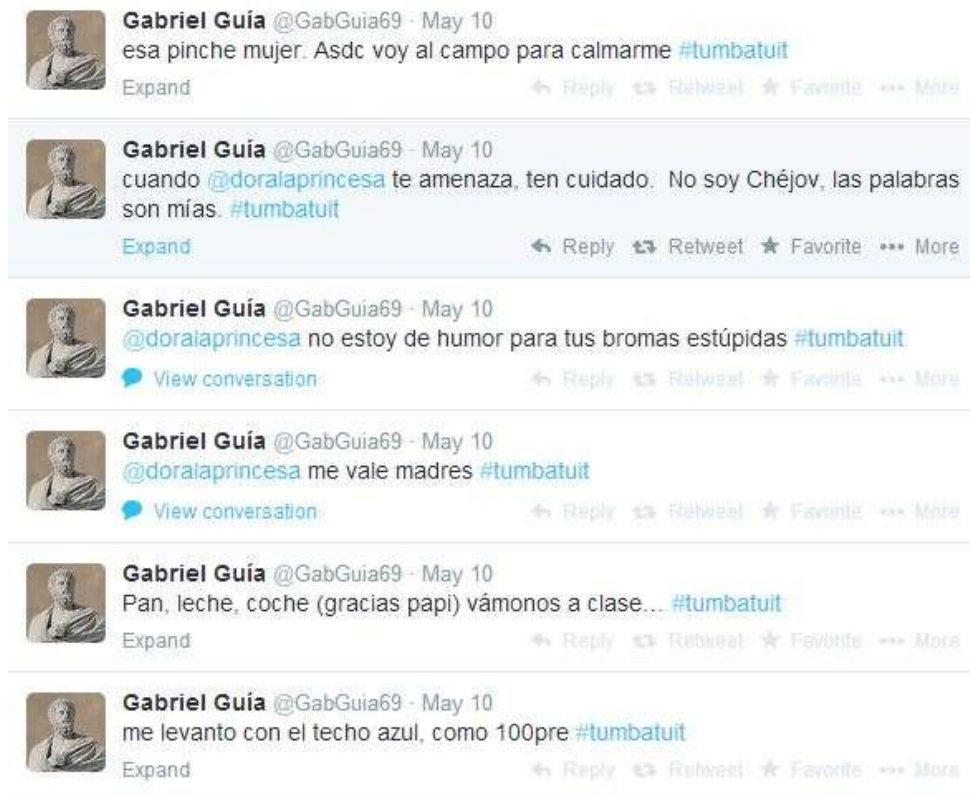 Gabriel Guía @GabGuia69 · May 10
esa pinche mujer. Asdc voy al campo para calmarme #tumbatuit
Expand Reply Retweet Favorite More
Gabriel Guía @GabGuia69 · May 10
cuando @doralaprincesa te amenaza, ten cuidado. No soy Chéjov, las palabras
son mías. #tumbatuit
Expand Reply Retweet Favorite More
Gabriel Guía @GabGuia69 · May 10
@doralaprincesa no estoy de humor para tus bromas estúpidas #tumbatuit
View conversation Reply Retweet Favorite More
Gabriel Guía @GabGuia69 · May 10
@doralaprincesa me vale madres #tumbatuit
View conversation Reply Retweet Favorite More
Gabriel Guía @GabGuia69 · May 10
Pan, leche, coche (gracias papi) vámonos a clase... #tumbatuit
Expand Reply Retweet Favorite More
Gabriel Guía @GabGuia69 · May 10
me levanto con el techo azul, como 100pre #tumbatuit
Expand Reply Retweet Favorite More